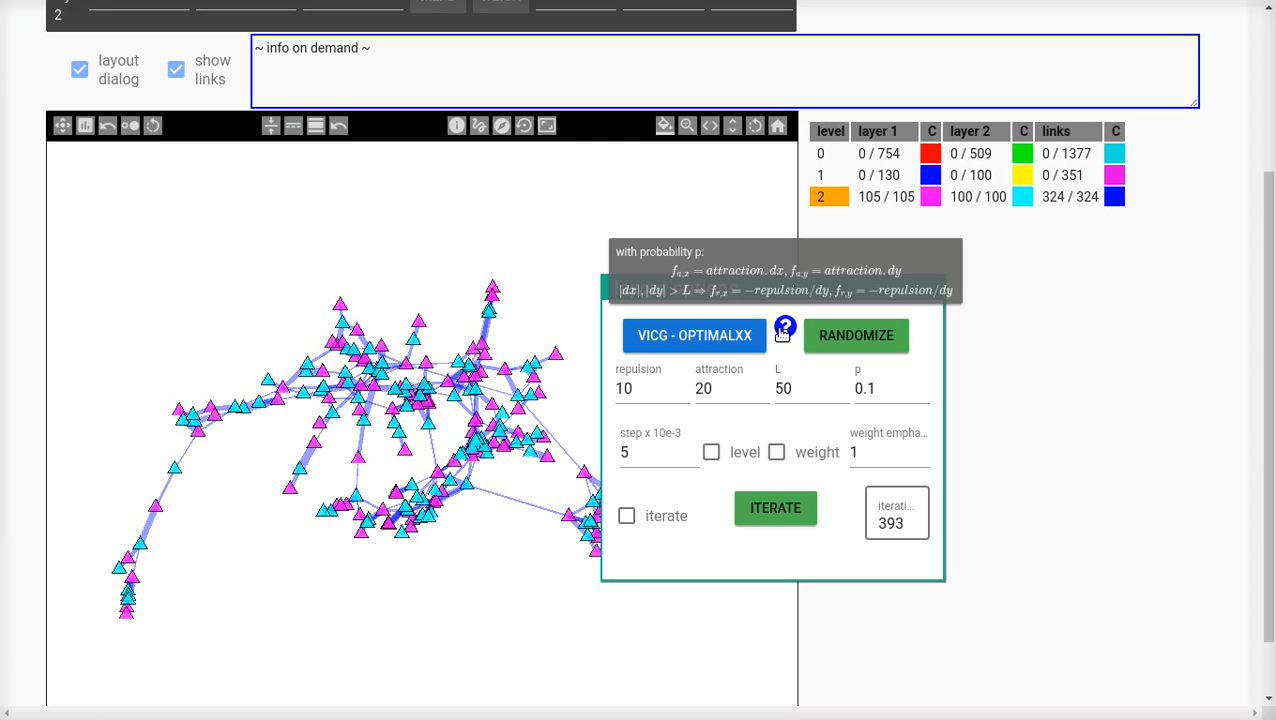 2
layout dialog
show links
~ info on demand ~
level layer 1 C layer 2 C links C
0 0 / 754 0 / 509 0 / 1377
1 0 / 130 0 / 100 0 / 351
2 105 / 105 100 / 100 324 / 324
with probability p:
f_{a,x} = attraction.dx, f_{a,y} = attraction.dy
|dx|, |dy| > L ⇒ f_{r,x} = −repulsion/dy, f_{r,y} = −repulsion/dy
VICG - OPTIMALXX
RANDOMIZE
repulsion attraction L p
10 20 50 0.1
step x 10e-3 weight empha...
5 level weight 1
iterate
ITERATE
iterati...
393